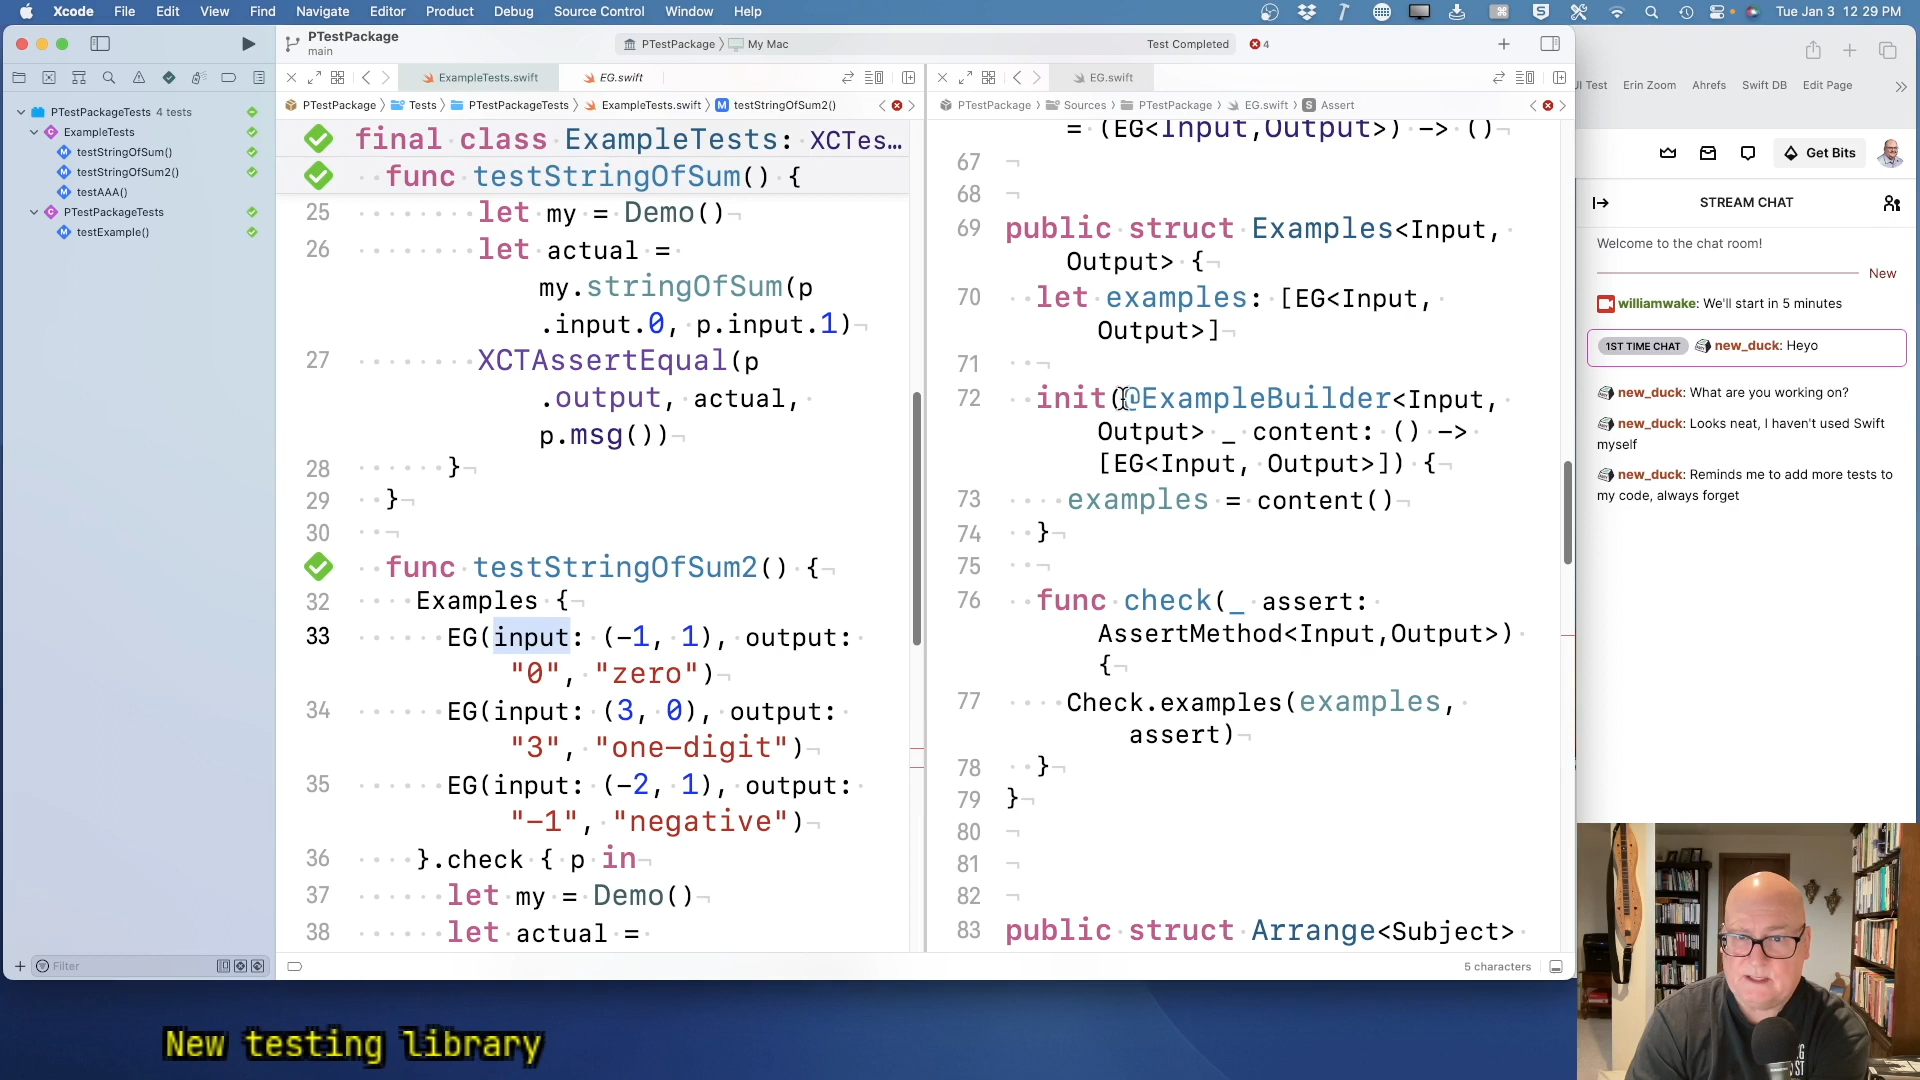 Xcode File Edit View Find Navigate Editor Product Debug Source Control Window Help
Tue Jan 3 12:29 PM
PTestPackage
main
PTestPackage
My Mac
Test Completed
4
ExampleTests.swift
EG.swift
PTestPackage
Tests
PTestPackageTests
ExampleTests.swift
M testStringOfSum2()
PTestPackageTests 4 tests
C ExampleTests
M testStringOfSum()
M testStringOfSum2()
M testAAA()
C PTestPackageTests
M testExample()
Filter
final class ExampleTests: XCTes…
func testStringOfSum() {
25 let my = Demo()
26 let actual =
my.stringOfSum(p
.input.0, p.input.1)
27 XCTAssertEqual(p
.output, actual,
p.msg())
28 }
29 }
30
func testStringOfSum2() {
32 Examples {
33 EG(input: (-1, 1), output:
"0", "zero")
34 EG(input: (3, 0), output:
"3", "one-digit")
35 EG(input: (-2, 1), output:
"-1", "negative")
36 }.check { p in
37 let my = Demo()
38 let actual =
EG.swift
PTestPackage
Sources
PTestPackage
EG.swift
S Assert
= (EG<Input,Output>) -> ()
67
68
69 public struct Examples<Input,
Output> {
70 let examples: [EG<Input,
Output>]
71
72 init(@ExampleBuilder<Input,
Output> _ content: () ->
[EG<Input, Output>]) {
73 examples = content()
74 }
75
76 func check(_ assert:
AssertMethod<Input,Output>)
{
77 Check.examples(examples,
assert)
78 }
79 }
80
81
82
83 public struct Arrange<Subject>
5 characters
UI Test Erin Zoom Ahrefs Swift DB Edit Page
Get Bits
STREAM CHAT
Welcome to the chat room!
New
williamwake: We'll start in 5 minutes
1ST TIME CHAT new_duck: Heyo
new_duck: What are you working on?
new_duck: Looks neat, I haven't used Swift
myself
new_duck: Reminds me to add more tests to
my code, always forget
New testing library